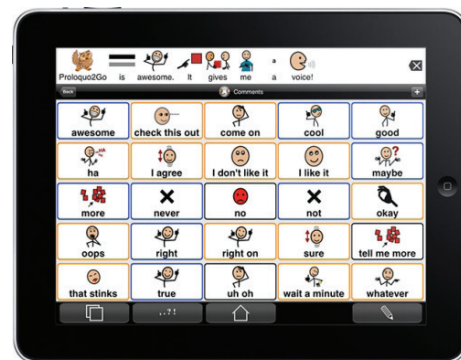 Proloquo2Go is awesome. It gives me a voice!
Back Comments +
awesome check this out come on cool good
ha I agree I don't like it I like it maybe
more never no not okay
oops right right on sure tell me more
that stinks true uh oh wait a minute whatever
.,?!